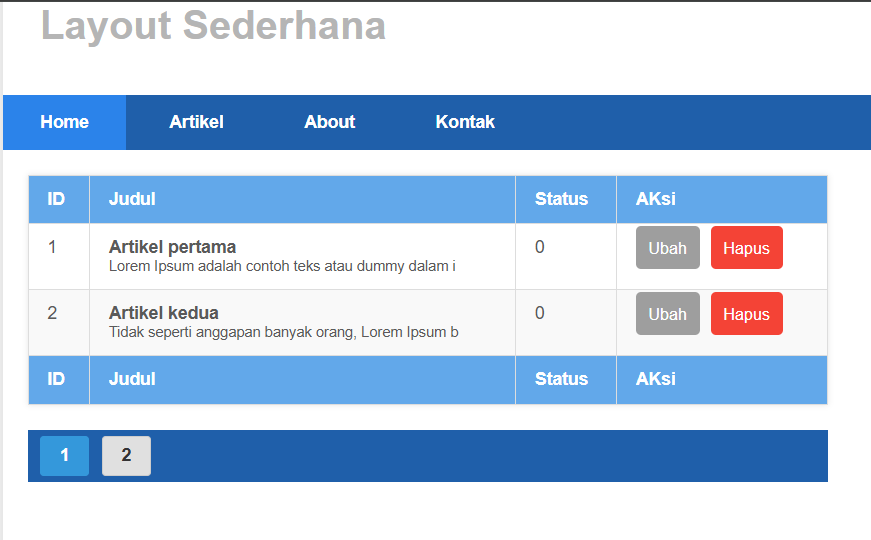 Layout Sederhana
Home Artikel About Kontak
ID Judul Status AKsi
1 Artikel pertama 0 Ubah Hapus
Lorem Ipsum adalah contoh teks atau dummy dalam i
2 Artikel kedua 0 Ubah Hapus
Tidak seperti anggapan banyak orang, Lorem Ipsum b
ID Judul Status AKsi
1 2